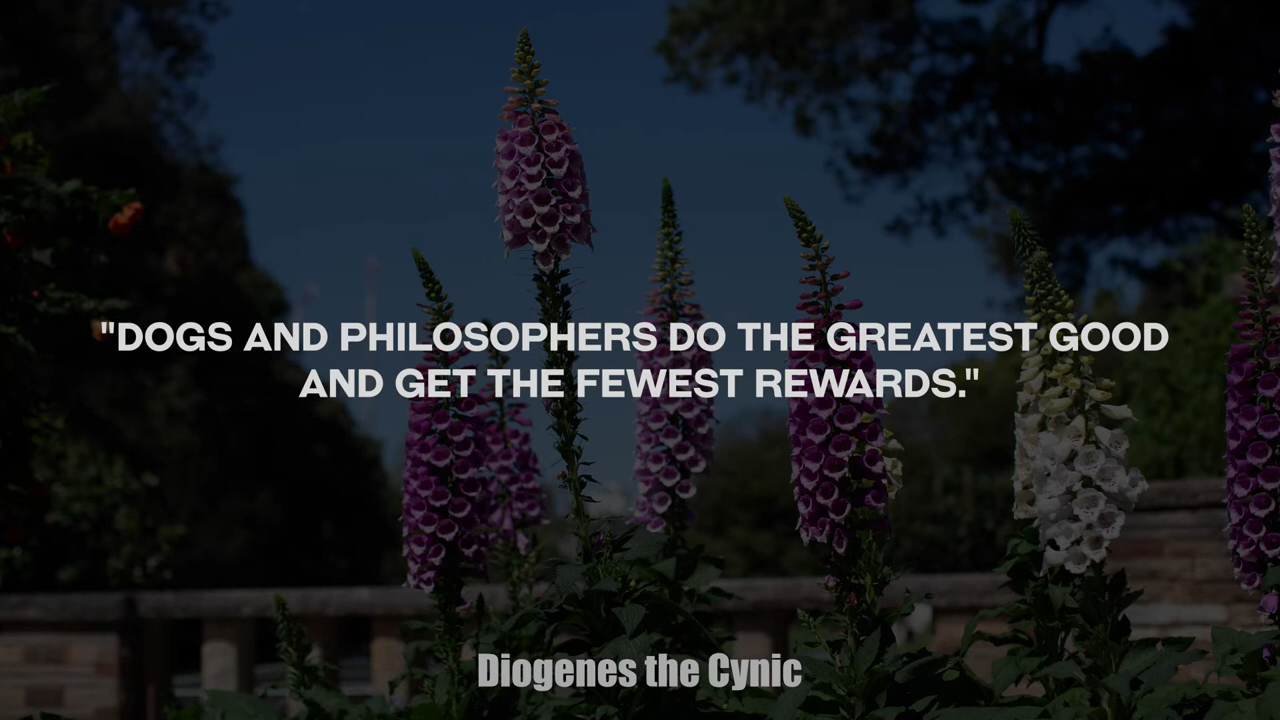 "DOGS AND PHILOSOPHERS DO THE GREATEST GOOD
AND GET THE FEWEST REWARDS."
Diogenes the Cynic